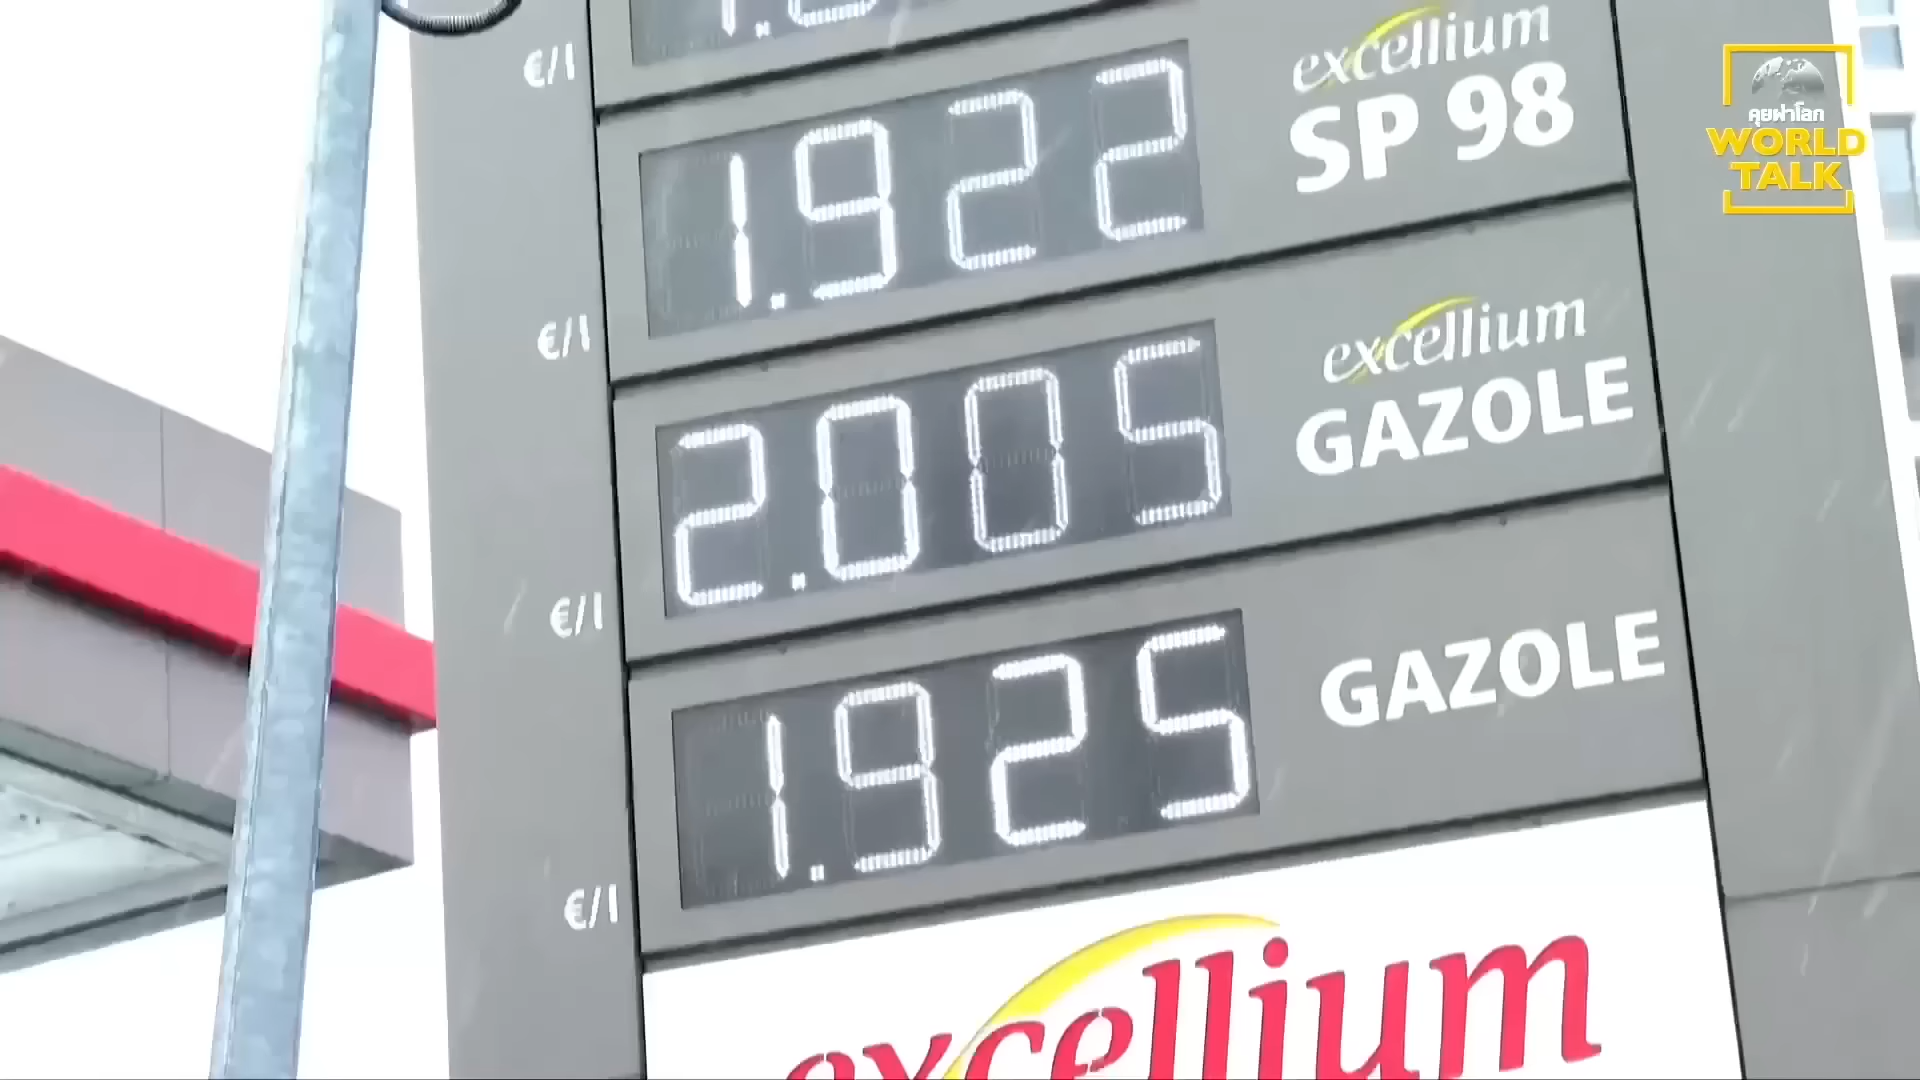 €/l
excellium
SP 98
1.922
€/l
excellium
GAZOLE
2.005
€/l
GAZOLE
1.925
€/l
excellium
คุยผ่าโลก
WORLD
TALK